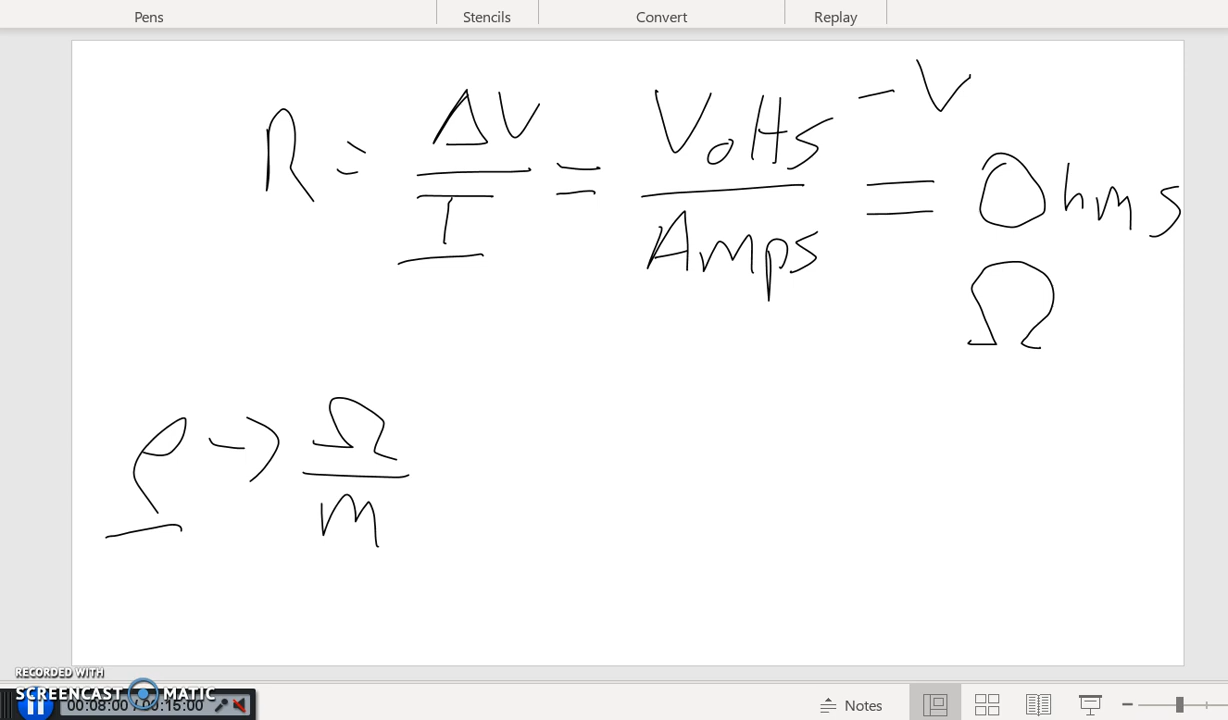 Pens Stencils Convert Replay
R = ΔV / I = Volts / Amps = Ohms
- V
Ω
ρ → Ω / m
RECORDED WITH
SCREENCAST MATIC
00:08:00 / 00:15:00
Notes